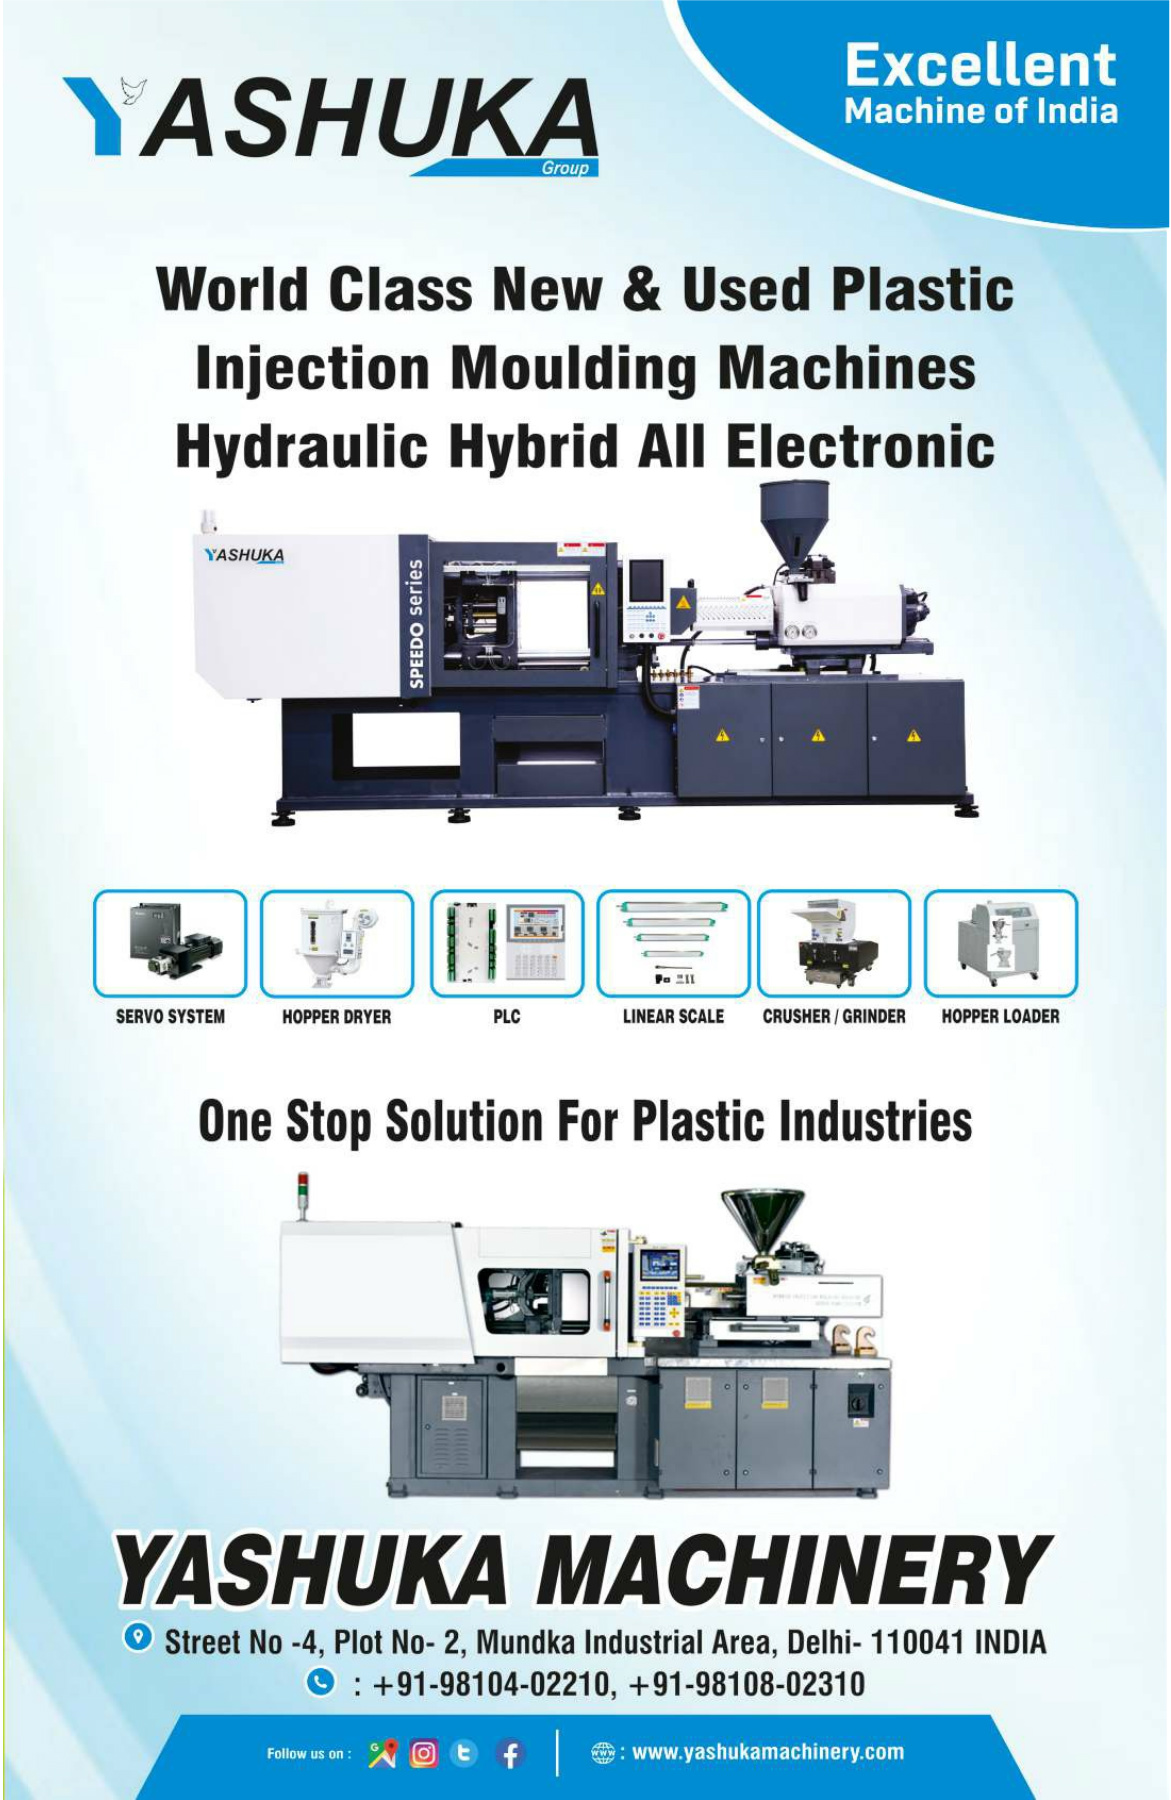 YASHUKA
Group
Excellent
Machine of India
World Class New & Used Plastic
Injection Moulding Machines
Hydraulic Hybrid All Electronic
YASHUKA
SPEEDO series
SERVO SYSTEM
HOPPER DRYER
PLC
LINEAR SCALE
CRUSHER / GRINDER
HOPPER LOADER
One Stop Solution For Plastic Industries
YASHUKA MACHINERY
Street No -4, Plot No- 2, Mundka Industrial Area, Delhi- 110041 INDIA
: +91-98104-02210, +91-98108-02310
Follow us on :
www : www.yashukamachinery.com